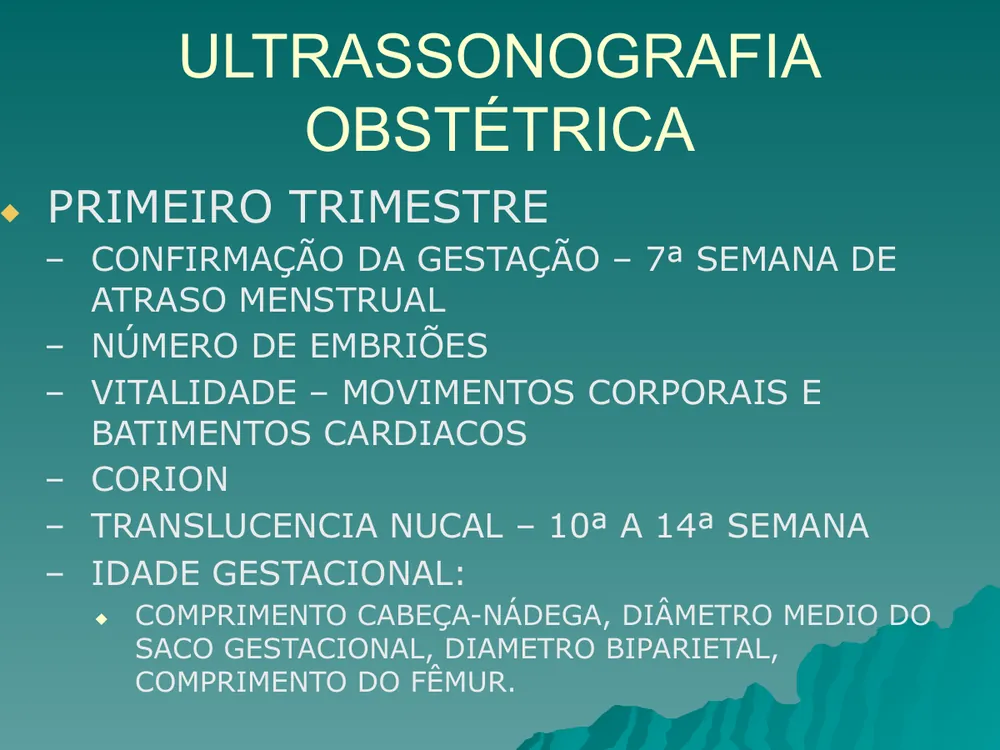 ULTRASSONOGRAFIA
OBSTÉTRICA
PRIMEIRO TRIMESTRE
– CONFIRMAÇÃO DA GESTAÇÃO – 7ª SEMANA DE
ATRASO MENSTRUAL
– NÚMERO DE EMBRIÕES
– VITALIDADE – MOVIMENTOS CORPORAIS E
BATIMENTOS CARDIACOS
– CORION
– TRANSLUCENCIA NUCAL – 10ª A 14ª SEMANA
– IDADE GESTACIONAL:
COMPRIMENTO CABEÇA-NÁDEGA, DIÂMETRO MEDIO DO
SACO GESTACIONAL, DIAMETRO BIPARIETAL,
COMPRIMENTO DO FÊMUR.